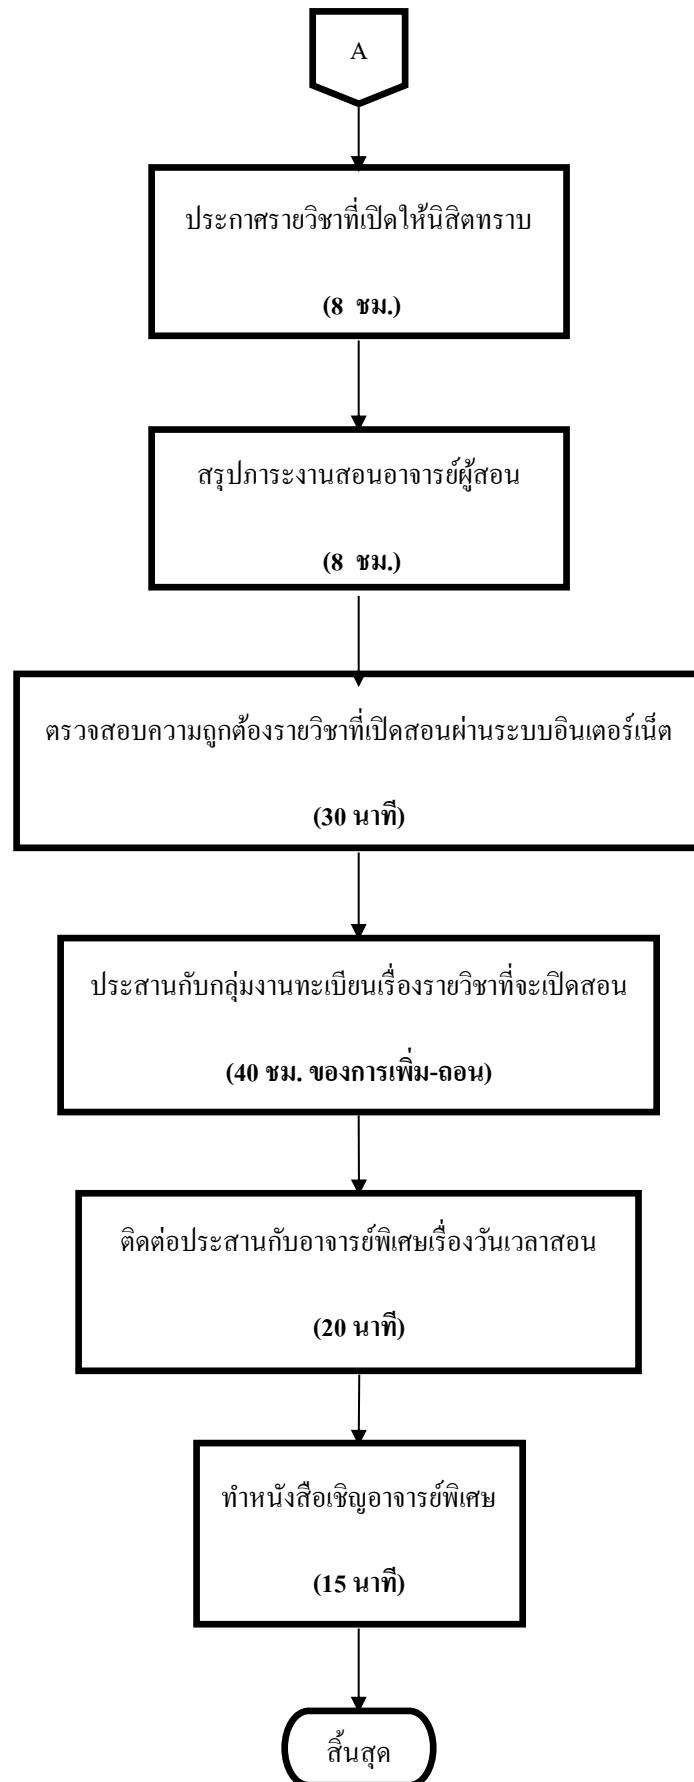 A
ประกาศรายวิชาที่เปิดให้นิสิตทราบ
(8 ชม.)
สรุปภาระงานสอนอาจารย์ผู้สอน
(8 ชม.)
ตรวจสอบความถูกต้องรายวิชาที่เปิดสอนผ่านระบบอินเตอร์เน็ต
(30 นาที)
ประสานกับกลุ่มงานทะเบียนเรื่องรายวิชาที่จะเปิดสอน
(40 ชม. ของการเพิ่ม-ถอน)
ติดต่อประสานกับอาจารย์พิเศษเรื่องวันเวลาสอน
(20 นาที)
ทำหนังสือเชิญอาจารย์พิเศษ
(15 นาที)
สิ้นสุด